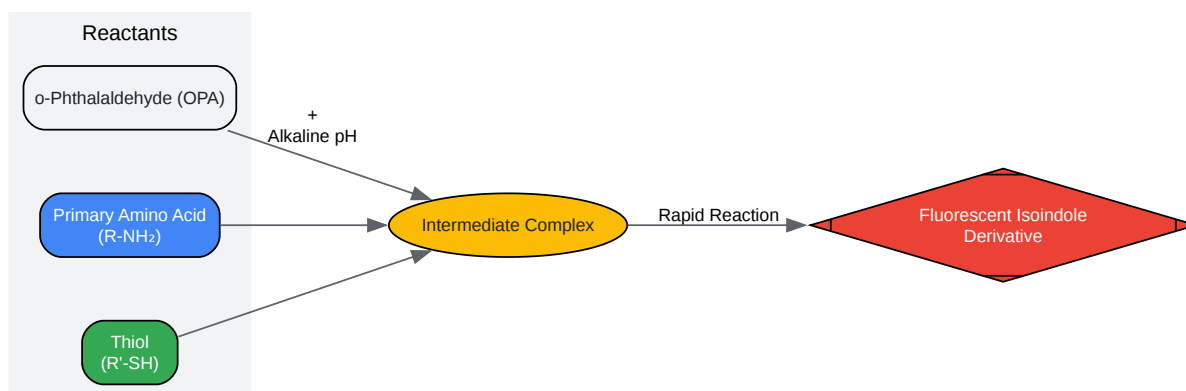 Reactants
o-Phthalaldehyde (OPA)
+
Alkaline pH
Primary Amino Acid
(R-NH₂)
Intermediate Complex
Rapid Reaction
Fluorescent Isoindole
Derivative
Thiol
(R'-SH)